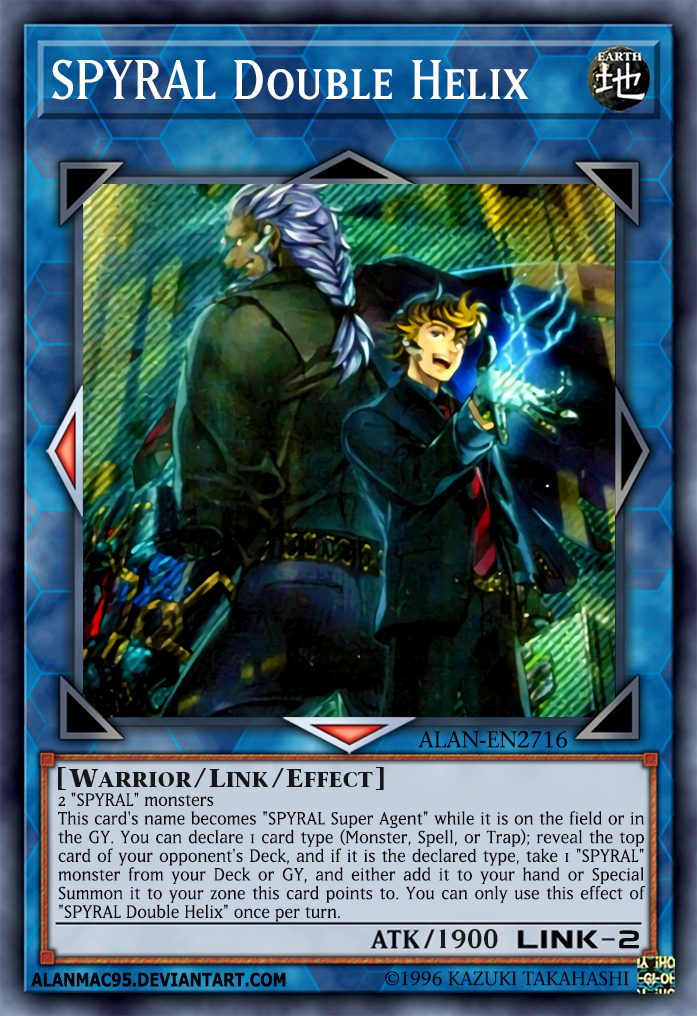 SPYRAL Double Helix
EARTH
地
ALAN-EN2716
[Warrior/Link/Effect]
2 "SPYRAL" monsters
This card's name becomes "SPYRAL Super Agent" while it is on the field or in
the GY. You can declare 1 card type (Monster, Spell, or Trap); reveal the top
card of your opponent's Deck, and if it is the declared type, take 1 "SPYRAL"
monster from your Deck or GY, and either add it to your hand or Special
Summon it to your zone this card points to. You can only use this effect of
"SPYRAL Double Helix" once per turn.
ATK/1900 LINK-2
ALANMAC95.DEVIANTART.COM ©1996 KAZUKI TAKAHASHI